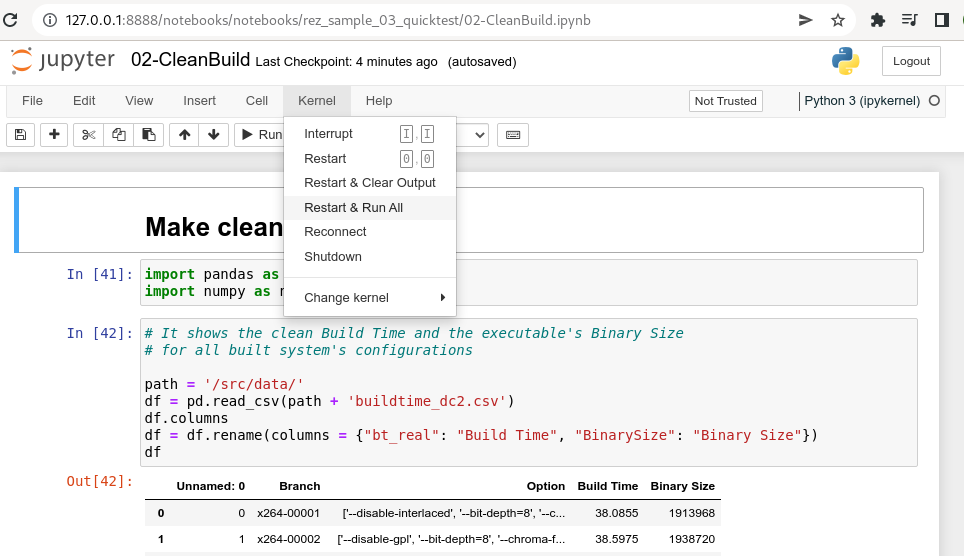 127.0.0.1:8888/notebooks/notebooks/rez_sample_03_quicktest/02-CleanBuild.ipynb
jupyter 02-CleanBuild Last Checkpoint: 4 minutes ago (autosaved) Logout
File Edit View Insert Cell Kernel Help Not Trusted Python 3 (ipykernel)
Run
Interrupt I,I
Restart 0,0
Restart & Clear Output
Restart & Run All
Reconnect
Shutdown
Change kernel
Make clean
In [41]: import pandas as
import numpy as
In [42]: # It shows the clean Build Time and the executable's Binary Size
# for all built system's configurations
path = '/src/data/'
df = pd.read_csv(path + 'buildtime_dc2.csv')
df.columns
df = df.rename(columns = {"bt_real": "Build Time", "BinarySize": "Binary Size"})
df
Out[42]: Unnamed: 0 Branch Option Build Time Binary Size
0 0 x264-00001 ['--disable-interlaced', '--bit-depth=8', '--c... 38.0855 1913968
1 1 x264-00002 ['--disable-gpl', '--bit-depth=8', '--chroma-f... 38.5975 1938720